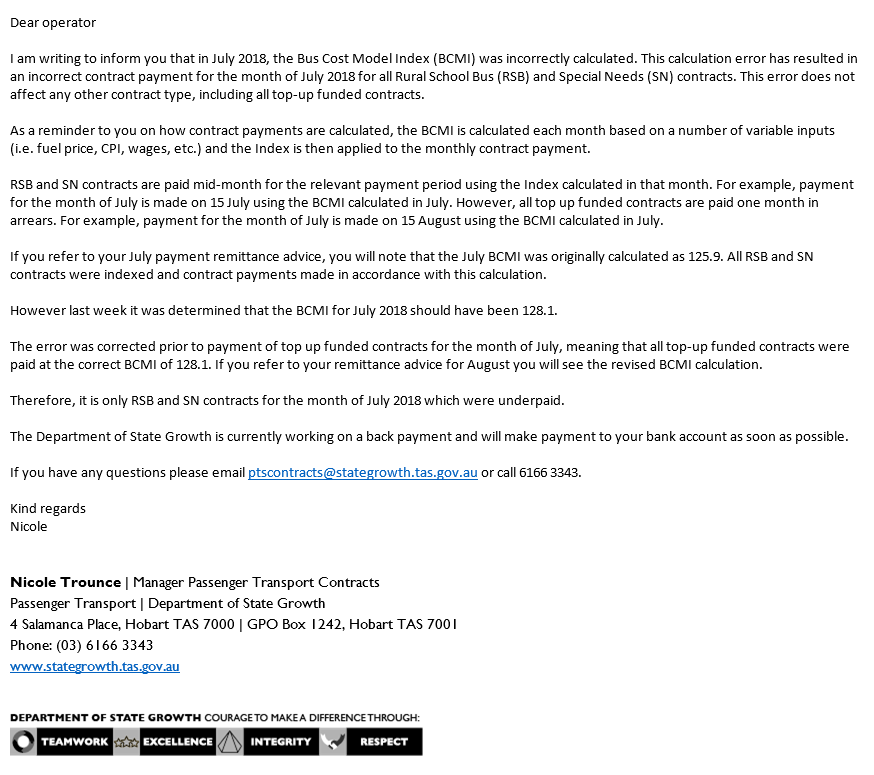 Dear operator
I am writing to inform you that in July 2018, the Bus Cost Model Index (BCMI) was incorrectly calculated. This calculation error has resulted in
an incorrect contract payment for the month of July 2018 for all Rural School Bus (RSB) and Special Needs (SN) contracts. This error does not
affect any other contract type, including all top-up funded contracts.
As a reminder to you on how contract payments are calculated, the BCMI is calculated each month based on a number of variable inputs
(i.e. fuel price, CPI, wages, etc.) and the Index is then applied to the monthly contract payment.
RSB and SN contracts are paid mid-month for the relevant payment period using the Index calculated in that month. For example, payment
for the month of July is made on 15 July using the BCMI calculated in July. However, all top up funded contracts are paid one month in
arrears. For example, payment for the month of July is made on 15 August using the BCMI calculated in July.
If you refer to your July payment remittance advice, you will note that the July BCMI was originally calculated as 125.9. All RSB and SN
contracts were indexed and contract payments made in accordance with this calculation.
However last week it was determined that the BCMI for July 2018 should have been 128.1.
The error was corrected prior to payment of top up funded contracts for the month of July, meaning that all top-up funded contracts were
paid at the correct BCMI of 128.1. If you refer to your remittance advice for August you will see the revised BCMI calculation.
Therefore, it is only RSB and SN contracts for the month of July 2018 which were underpaid.
The Department of State Growth is currently working on a back payment and will make payment to your bank account as soon as possible.
If you have any questions please email ptscontracts@stategrowth.tas.gov.au or call 6166 3343.
Kind regards
Nicole
Nicole Trounce | Manager Passenger Transport Contracts
Passenger Transport | Department of State Growth
4 Salamanca Place, Hobart TAS 7000 | GPO Box 1242, Hobart TAS 7001
Phone: (03) 6166 3343
www.stategrowth.tas.gov.au
DEPARTMENT OF STATE GROWTH COURAGE TO MAKE A DIFFERENCE THROUGH:
TEAMWORK EXCELLENCE INTEGRITY RESPECT